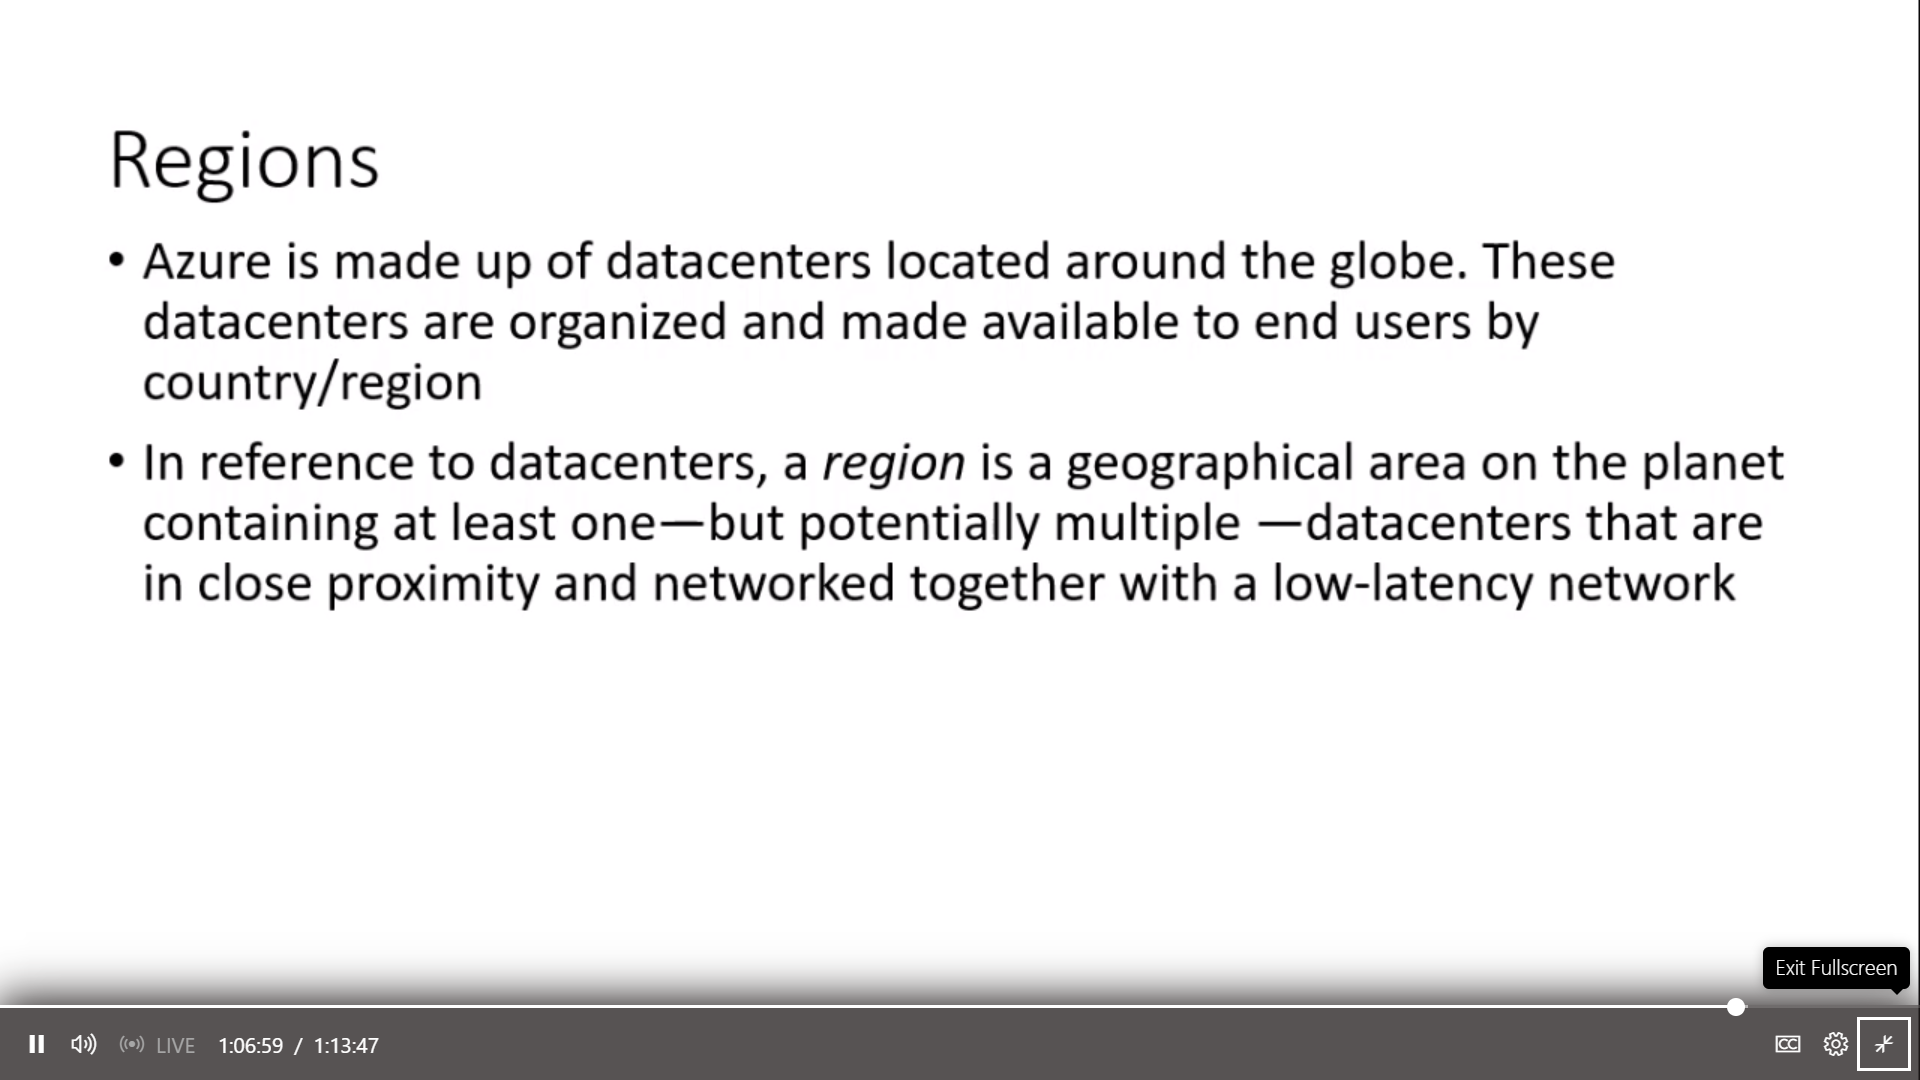 Regions
• Azure is made up of datacenters located around the globe. These
datacenters are organized and made available to end users by
country/region
• In reference to datacenters, a region is a geographical area on the planet
containing at least one—but potentially multiple —datacenters that are
in close proximity and networked together with a low-latency network
Exit Fullscreen
LIVE 1:06:59 / 1:13:47 CC